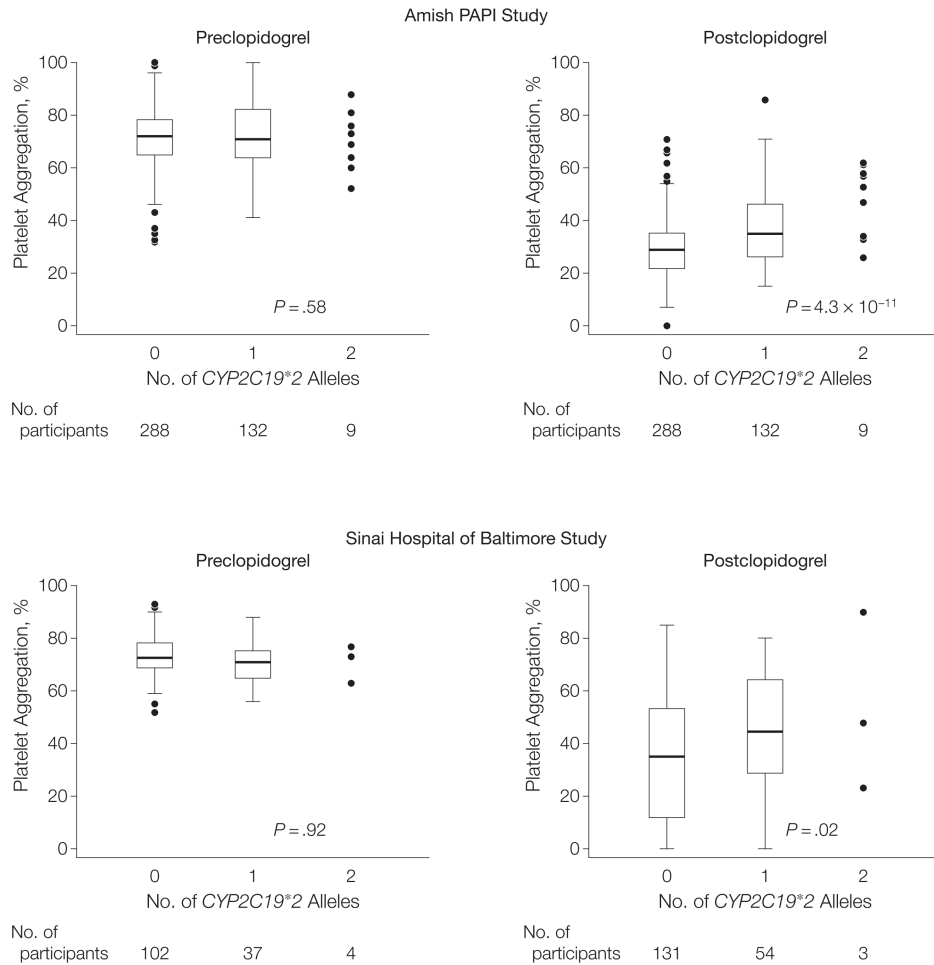 Amish PAPI Study
Preclopidogrel
Platelet Aggregation, %
100
80
60
40
20
0
P = .58
0 1 2
No. of CYP2C19*2 Alleles
No. of
participants 288 132 9
Postclopidogrel
Platelet Aggregation, %
100
80
60
40
20
0
P = 4.3 × 10⁻¹¹
0 1 2
No. of CYP2C19*2 Alleles
No. of
participants 288 132 9
Sinai Hospital of Baltimore Study
Preclopidogrel
Platelet Aggregation, %
100
80
60
40
20
0
P = .92
0 1 2
No. of CYP2C19*2 Alleles
No. of
participants 102 37 4
Postclopidogrel
Platelet Aggregation, %
100
80
60
40
20
0
P = .02
0 1 2
No. of CYP2C19*2 Alleles
No. of
participants 131 54 3